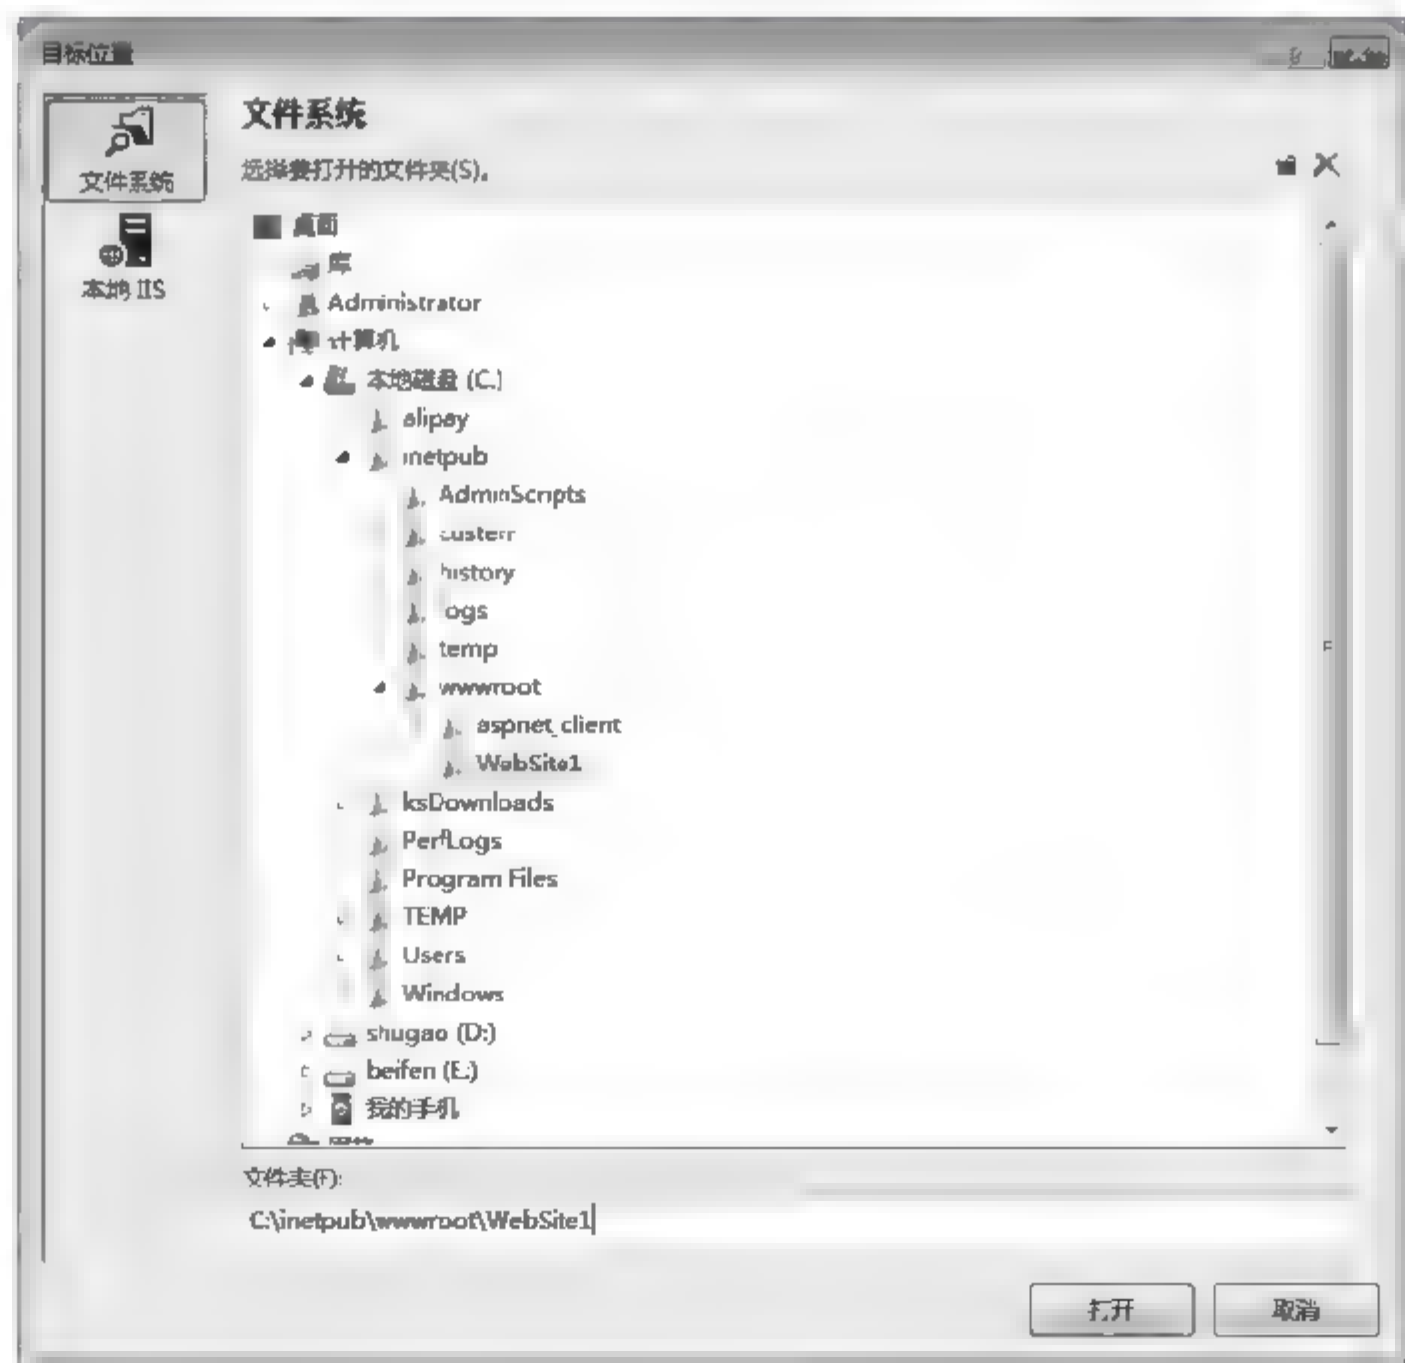 目标位置
文件系统
本地 IIS
文件系统
选择要打开的文件夹(S)。
桌面
库
Administrator
计算机
本地磁盘 (C:)
alipay
inetpub
AdminScripts
custerr
history
logs
temp
wwwroot
aspnet_client
WebSite1
ksDownloads
PerfLogs
Program Files
TEMP
Users
Windows
shugao (D:)
beifen (E:)
我的手机
文件夹(F):
C:\inetpub\wwwroot\WebSite1
打开
取消